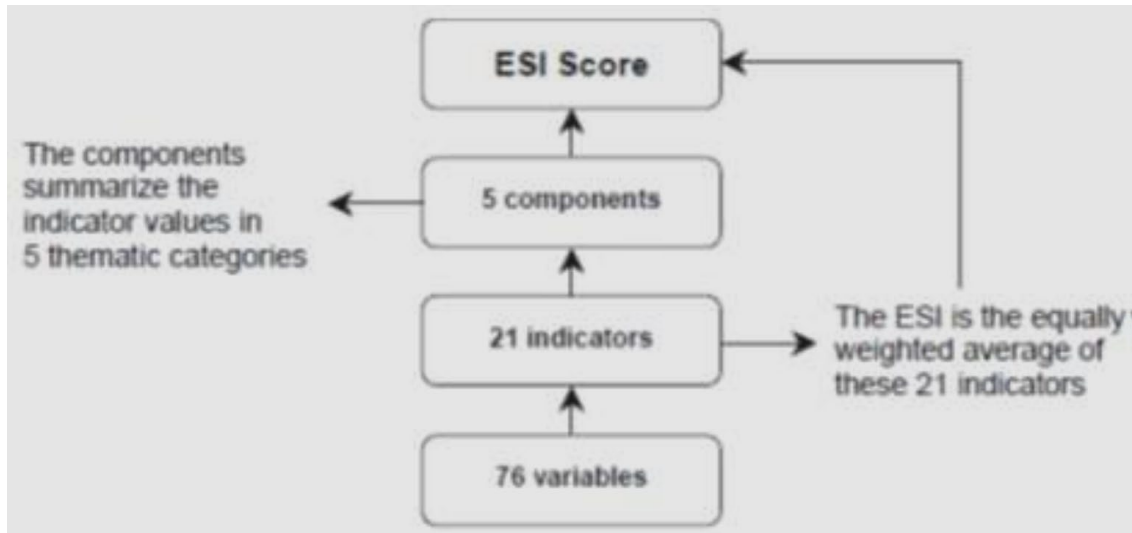 ESI Score
The components
summarize the
indicator values in
5 thematic categories
5 components
21 indicators
The ESI is the equally
weighted average of
these 21 indicators
76 variables